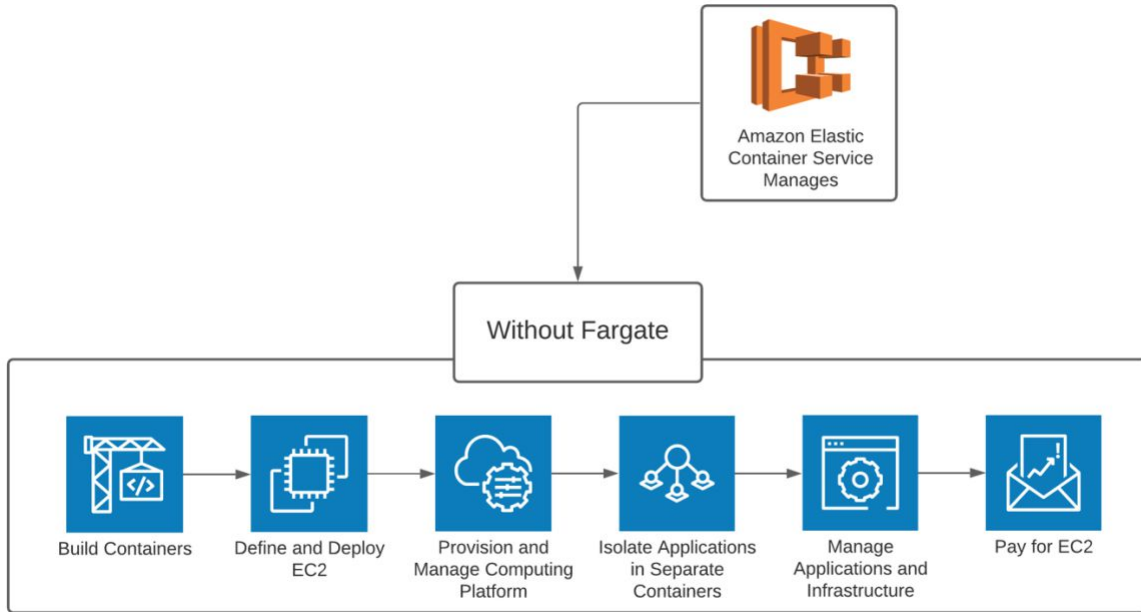 Amazon Elastic
Container Service
Manages
Without Fargate
Build Containers
Define and Deploy
EC2
Provision and
Manage Computing
Platform
Isolate Applications
in Separate
Containers
Manage
Applications and
Infrastructure
Pay for EC2